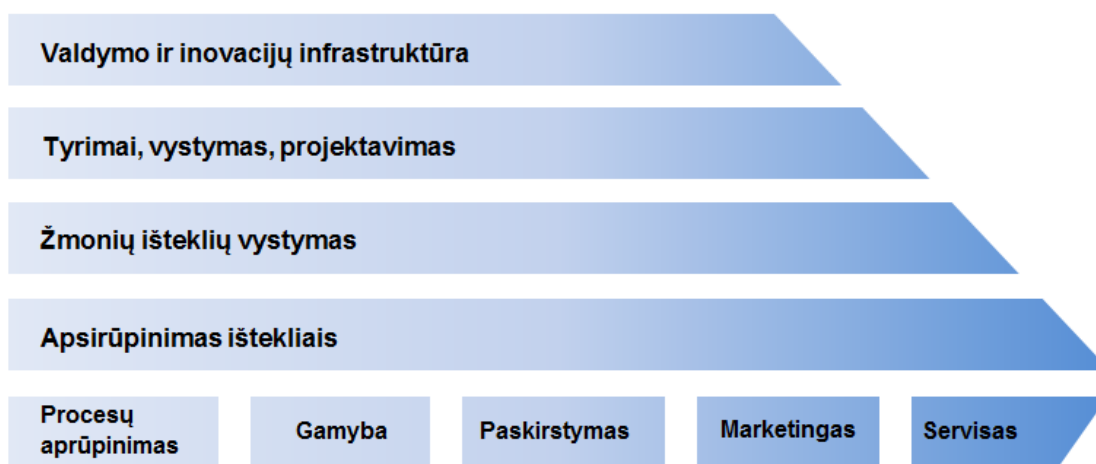 Valdymo ir inovacijų infrastruktūra
Tyrimai, vystymas, projektavimas
Žmonių išteklių vystymas
Apsirūpinimas ištekliais
Procesų
aprūpinimas
Gamyba
Paskirstymas
Marketingas
Servisas